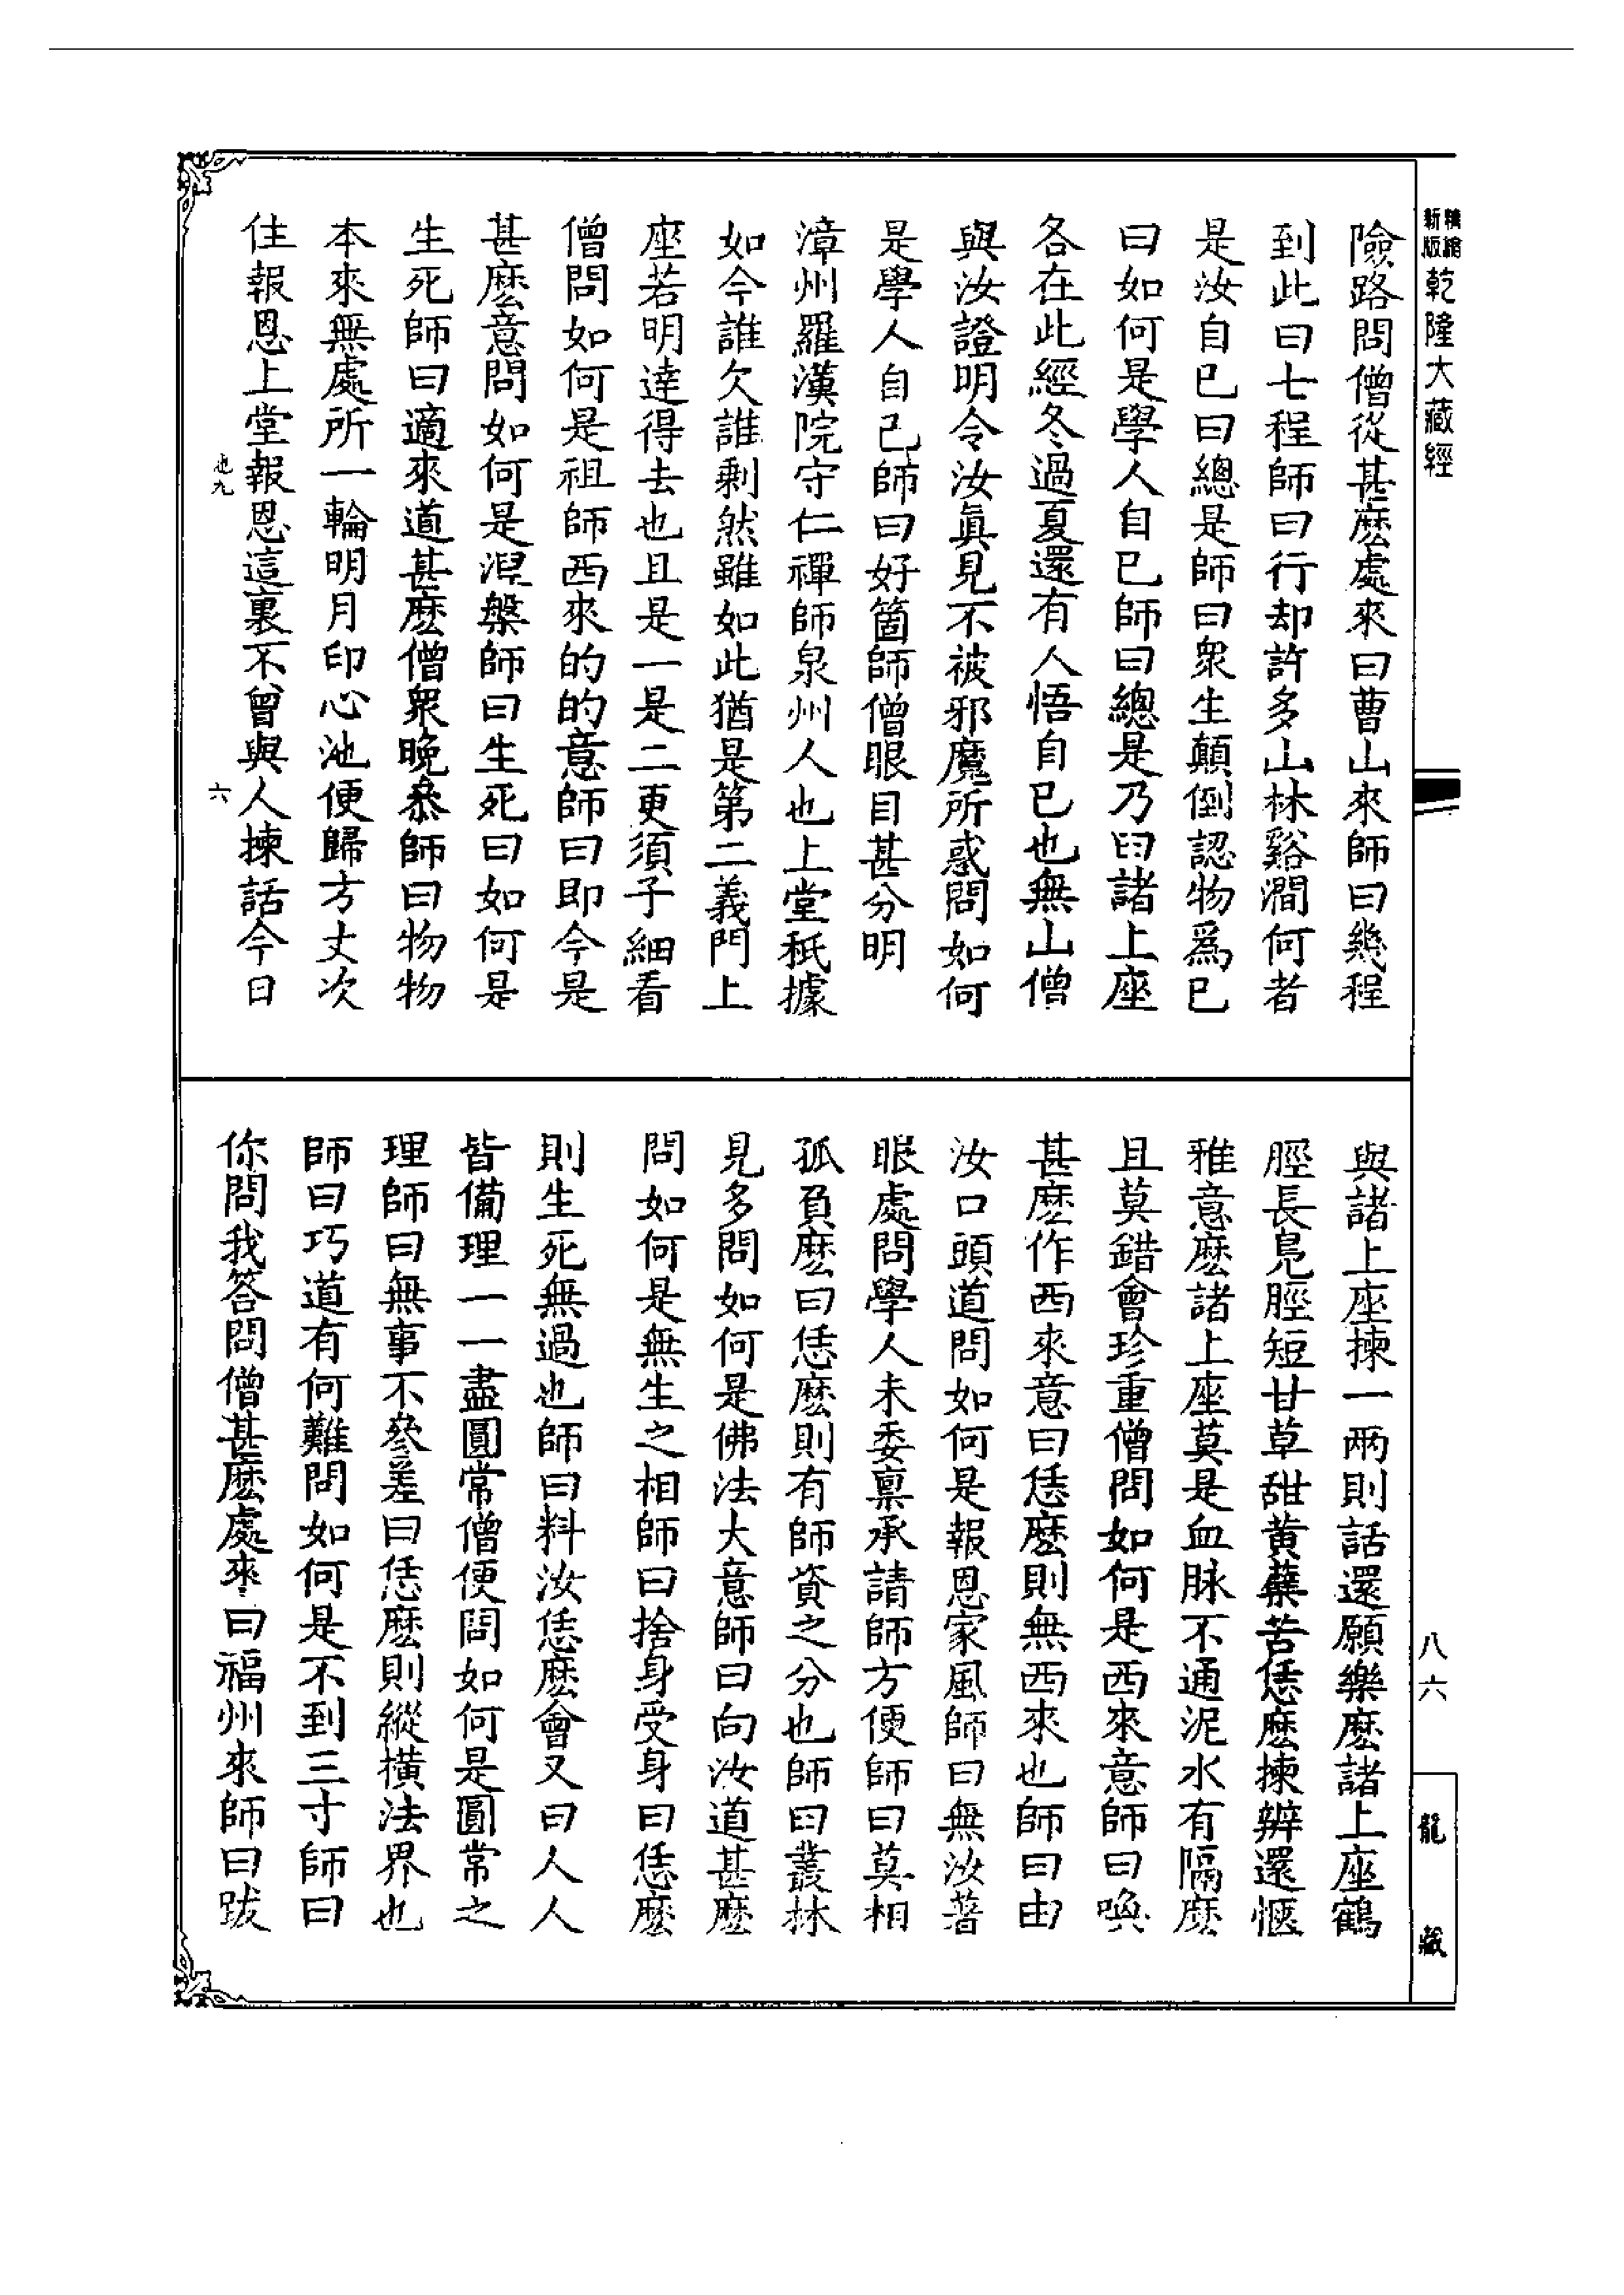 精繪
新版
乾隆大藏經
險路問僧從甚麼處來曰曹山來師曰幾程
到此曰七程師曰行却許多山林谿澗何者
是汝自己曰總是師曰衆生顛倒認物爲己
曰如何是學人自己師曰總是乃曰諸上座
各在此經冬過夏還有人悟自己也無山僧
與汝證明令汝眞見不被邪魔所惑問如何
是學人自己師曰好箇師僧眼目甚分明
漳州羅漢院守仁禪師泉州人也上堂秖據
如今誰欠誰剩然雖如此猶是第二義門上
座若明達得去也且是一是二更須子細看
僧問如何是祖師西來的的意師曰即今是
甚麼意問如何是涅槃師曰生死曰如何是
生死師曰適來道甚麼僧衆晚叅師曰物物
本來無處所一輪明月印心池便歸方丈次
住報恩上堂報恩這裏不曾與人揀話今日
池九
六
與諸上座揀一兩則話還願樂麼諸上座鶴
脛長鳧脛短甘草甜黃蘗苦恁麼揀辨還愜
雅意麼諸上座莫是血脉不通泥水有隔麼
且莫錯會珍重僧問如何是西來意師曰喚
甚麼作西來意曰恁麼則無西來也師曰由
汝口頭道問如何是報恩家風師曰無汝著
眼處問學人未委稟承請師方便師曰莫相
孤負麼曰恁麼則有師資之分也師曰叢林
見多問如何是佛法大意師曰向汝道甚麼
問如何是無生之相師曰捨身受身曰恁麼
則生死無過也師曰料汝恁麼會又曰人人
皆備理一一盡圓常僧便問如何是圓常之
理師曰無事不參差曰恁麼則縱橫法界也
師曰巧道有何難問如何是不到三寸師曰
你問我答問僧甚麼處來曰福州來師曰跋
八六
龍藏